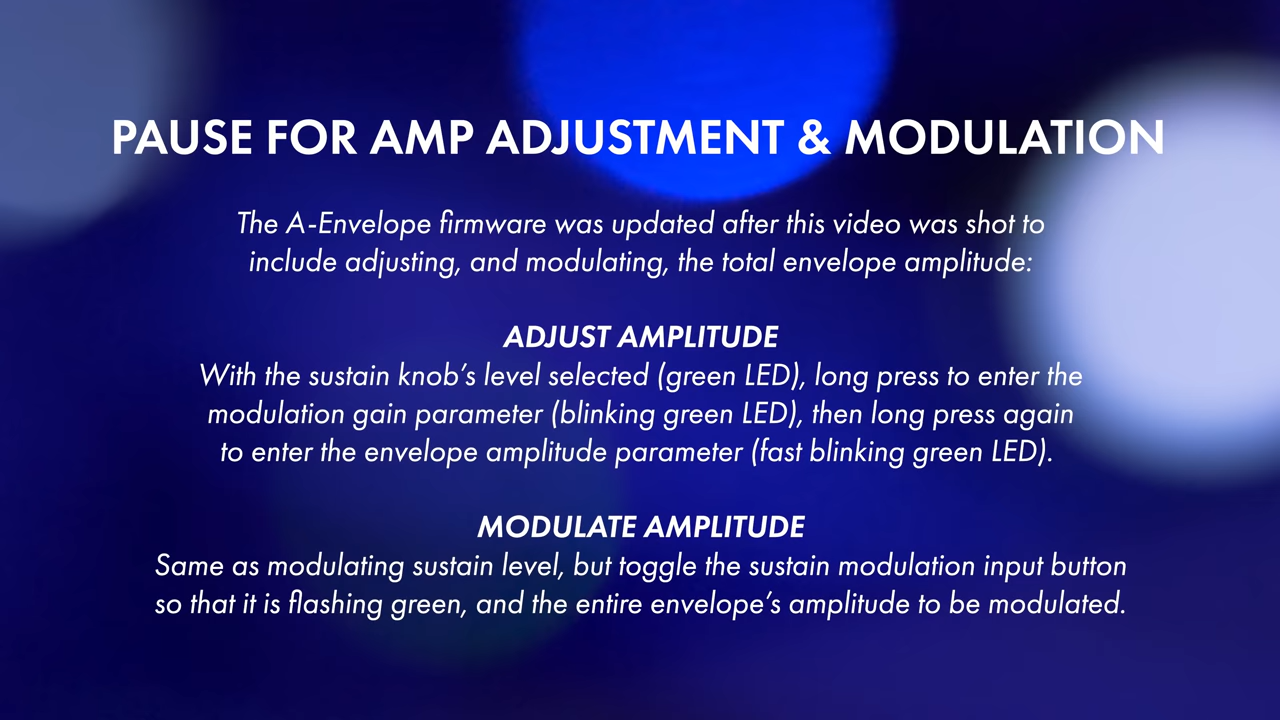 PAUSE FOR AMP ADJUSTMENT & MODULATION
The A-Envelope firmware was updated after this video was shot to
include adjusting, and modulating, the total envelope amplitude:
ADJUST AMPLITUDE
With the sustain knob’s level selected (green LED), long press to enter the
modulation gain parameter (blinking green LED), then long press again
to enter the envelope amplitude parameter (fast blinking green LED).
MODULATE AMPLITUDE
Same as modulating sustain level, but toggle the sustain modulation input button
so that it is flashing green, and the entire envelope’s amplitude to be modulated.